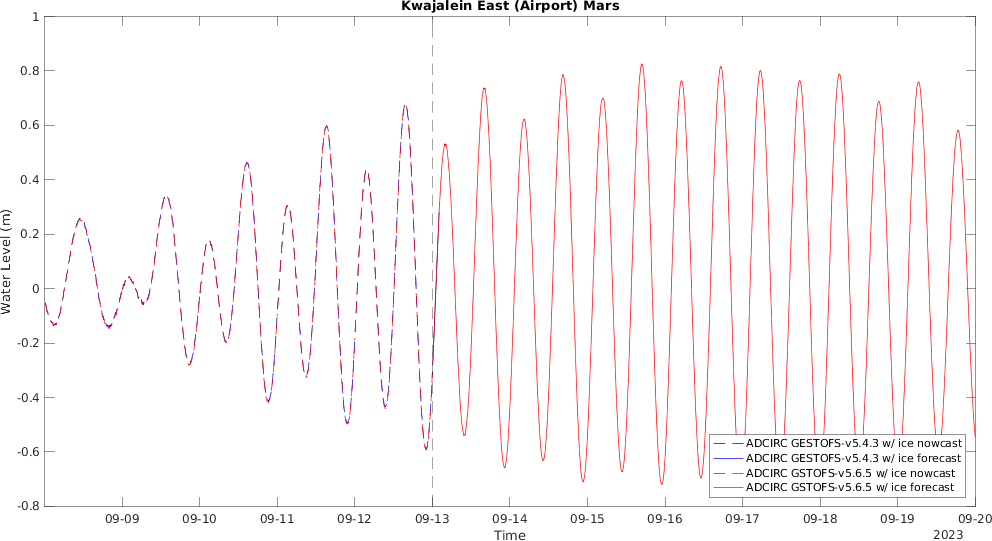 Kwajalein East (Airport) Mars
1
0.8
0.6
0.4
0.2
0
-0.2
-0.4
-0.6
-0.8
Water Level (m)
ADCIRC GESTOFS-v5.4.3 w/ ice nowcast
ADCIRC GESTOFS-v5.4.3 w/ ice forecast
ADCIRC GSTOFS-v5.6.5 w/ ice nowcast
ADCIRC GSTOFS-v5.6.5 w/ ice forecast
09-09 09-10 09-11 09-12 09-13 09-14 09-15 09-16 09-17 09-18 09-19 09-20
Time
2023